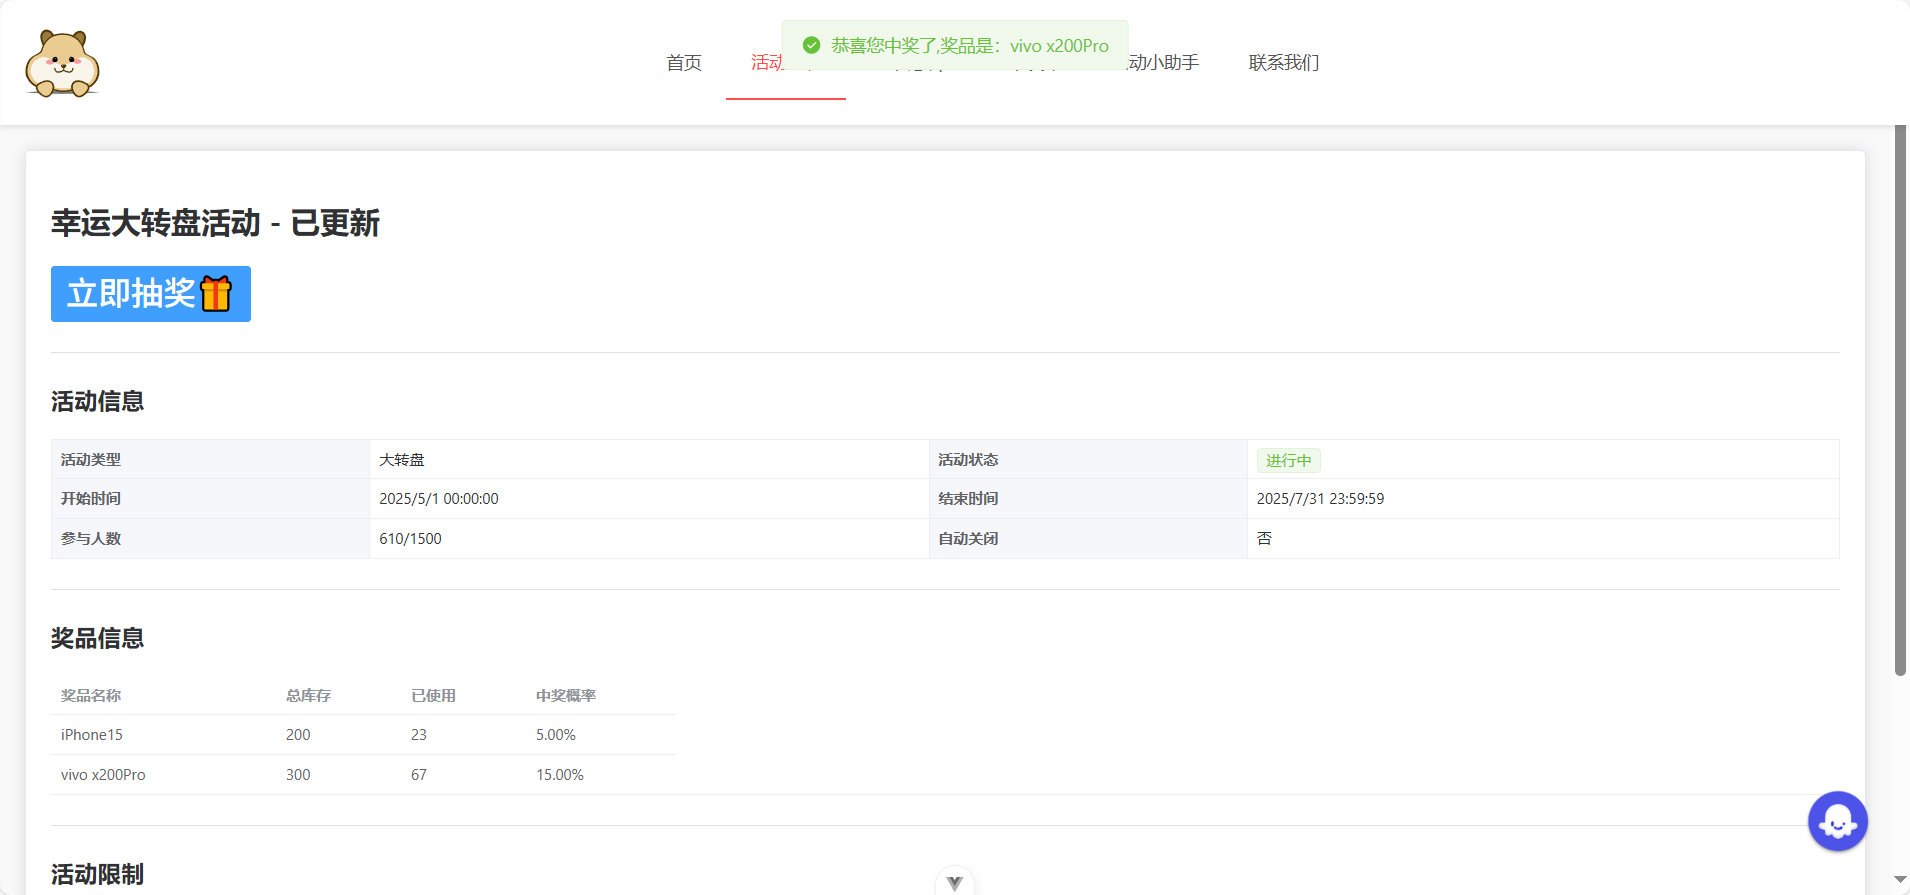 恭喜您中奖了,奖品是：vivo x200Pro
首页 活动 动小助手 联系我们
幸运大转盘活动 - 已更新
立即抽奖
活动信息
活动类型 大转盘 活动状态 进行中
开始时间 2025/5/1 00:00:00 结束时间 2025/7/31 23:59:59
参与人数 610/1500 自动关闭 否
奖品信息
奖品名称 总库存 已使用 中奖概率
iPhone15 200 23 5.00%
vivo x200Pro 300 67 15.00%
活动限制